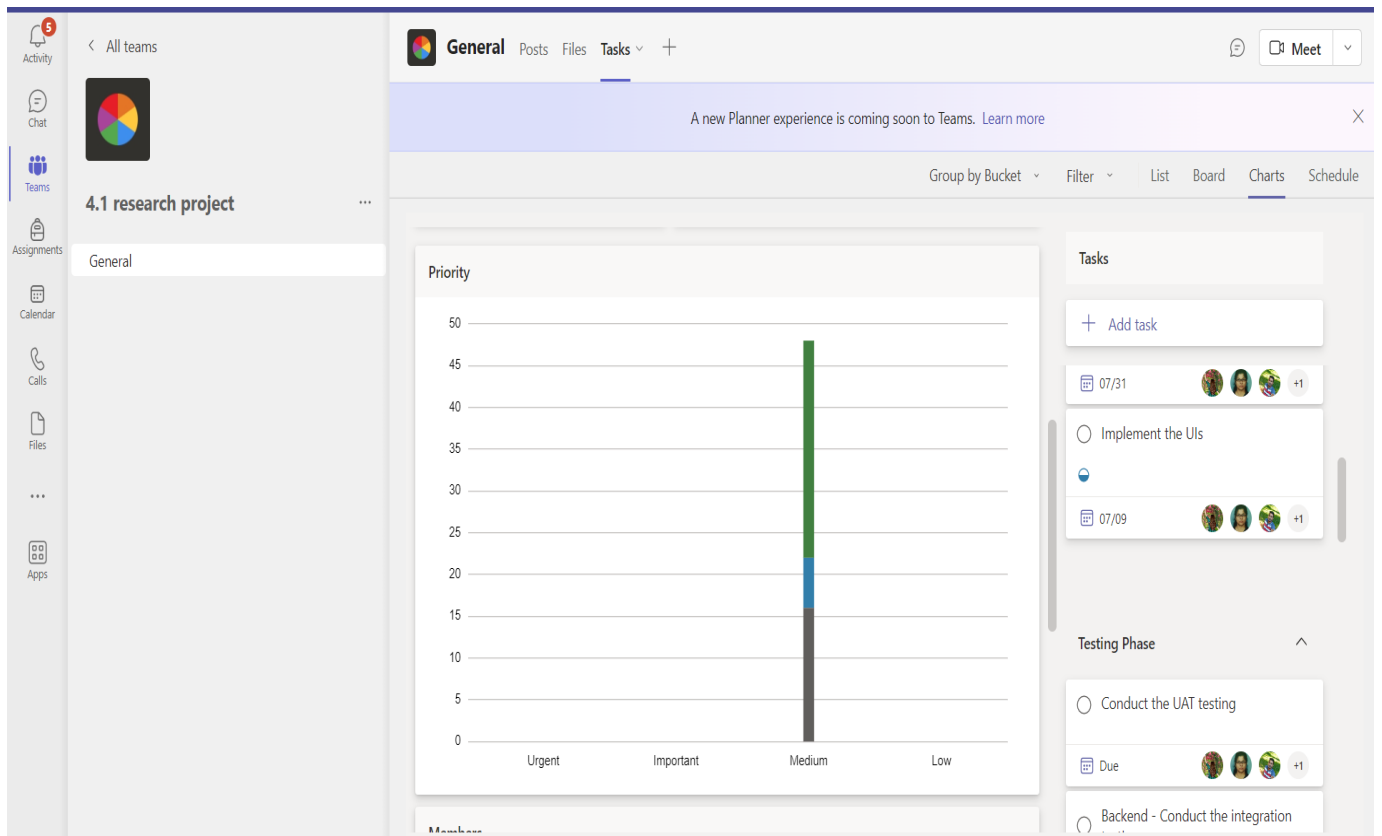 5
Activity
Chat
Teams
Assignments
Calendar
Calls
Files
Apps
All teams
4.1 research project
General
General Posts Files Tasks
Meet
A new Planner experience is coming soon to Teams. Learn more
Group by Bucket Filter List Board Charts Schedule
Priority
50
45
40
35
30
25
20
15
10
5
0
Urgent Important Medium Low
Members
Tasks
Add task
07/31 +1
Implement the UIs
07/09 +1
Testing Phase
Conduct the UAT testing
Due +1
Backend - Conduct the integration